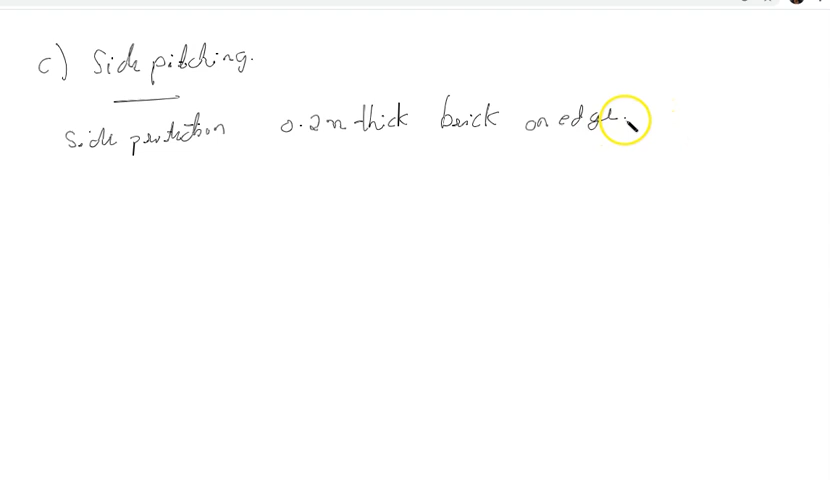 c) Side pitching.
Side protection 0.2m thick brick on edge.